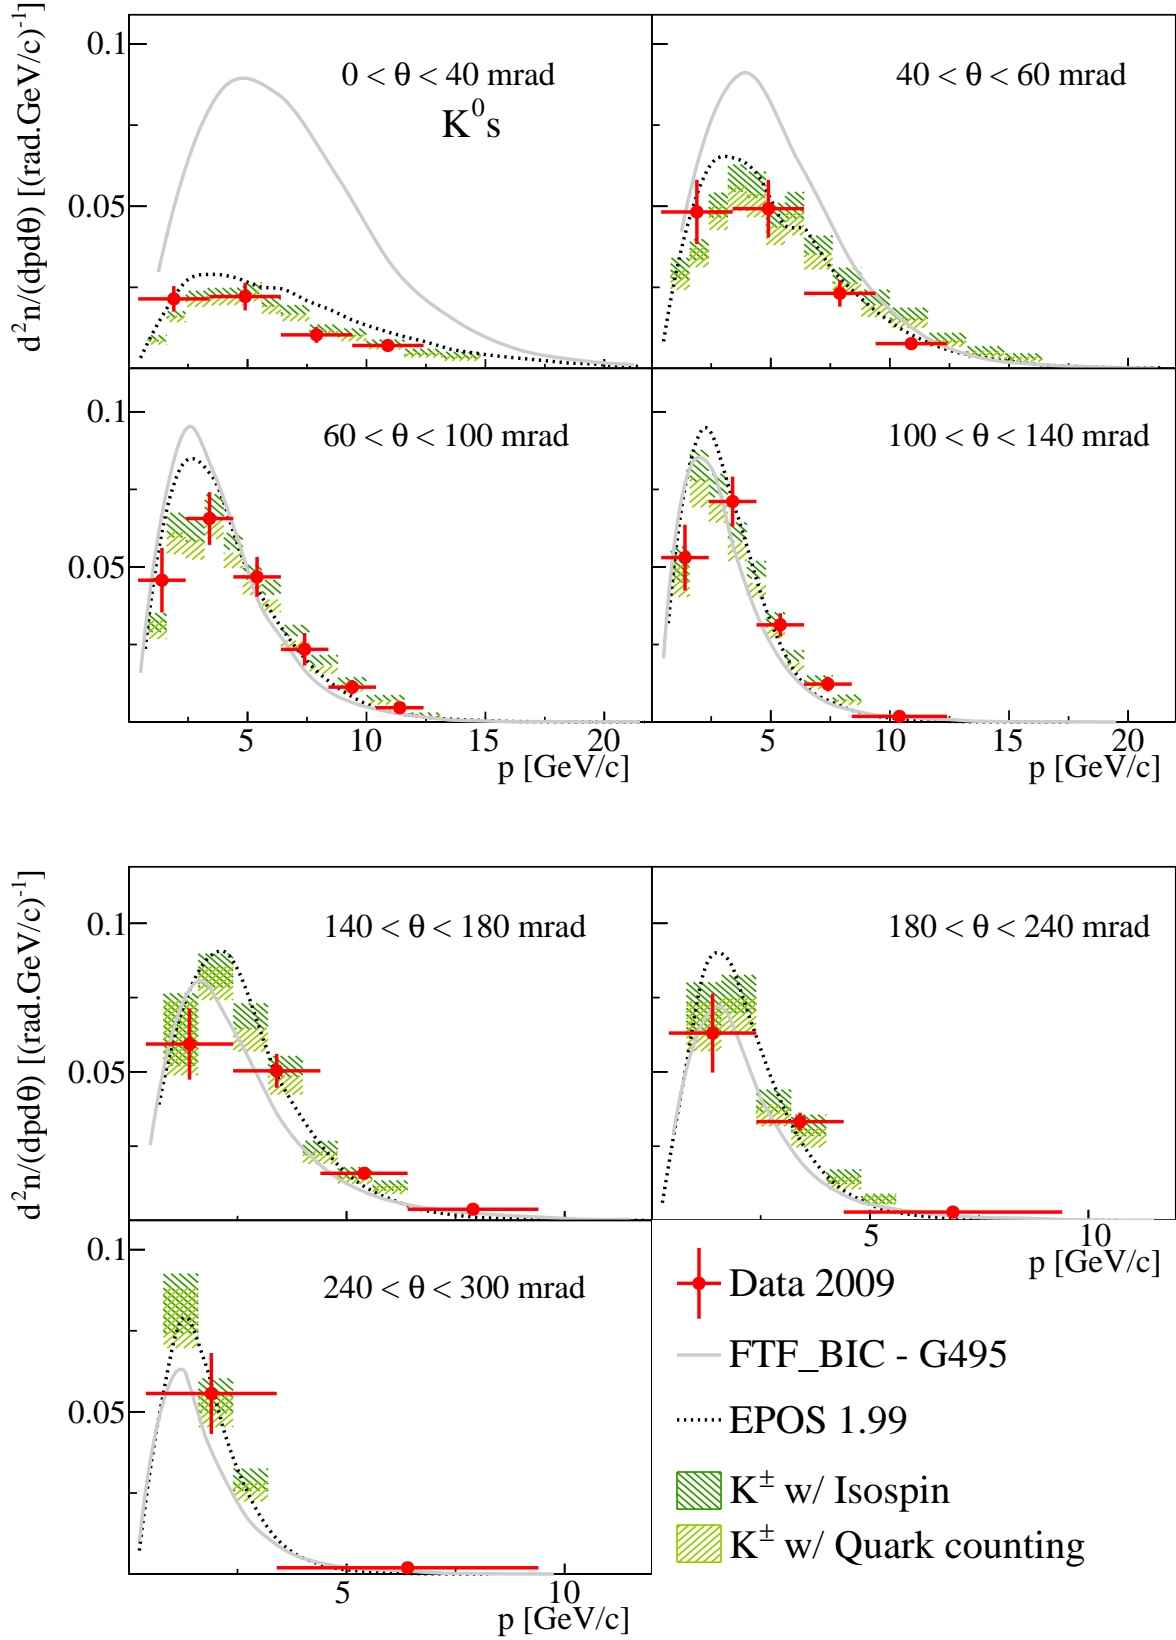 d²n/(dpdθ) [(rad.GeV/c)⁻¹]
0.1
0.05
0 < θ < 40 mrad
K⁰s
40 < θ < 60 mrad
0.1
0.05
60 < θ < 100 mrad
100 < θ < 140 mrad
5 10 15 20
5 10 15 20
p [GeV/c]
p [GeV/c]
d²n/(dpdθ) [(rad.GeV/c)⁻¹]
0.1
0.05
140 < θ < 180 mrad
180 < θ < 240 mrad
5 10
p [GeV/c]
0.1
0.05
240 < θ < 300 mrad
5 10
p [GeV/c]
Data 2009
FTF_BIC - G495
EPOS 1.99
K± w/ Isospin
K± w/ Quark counting